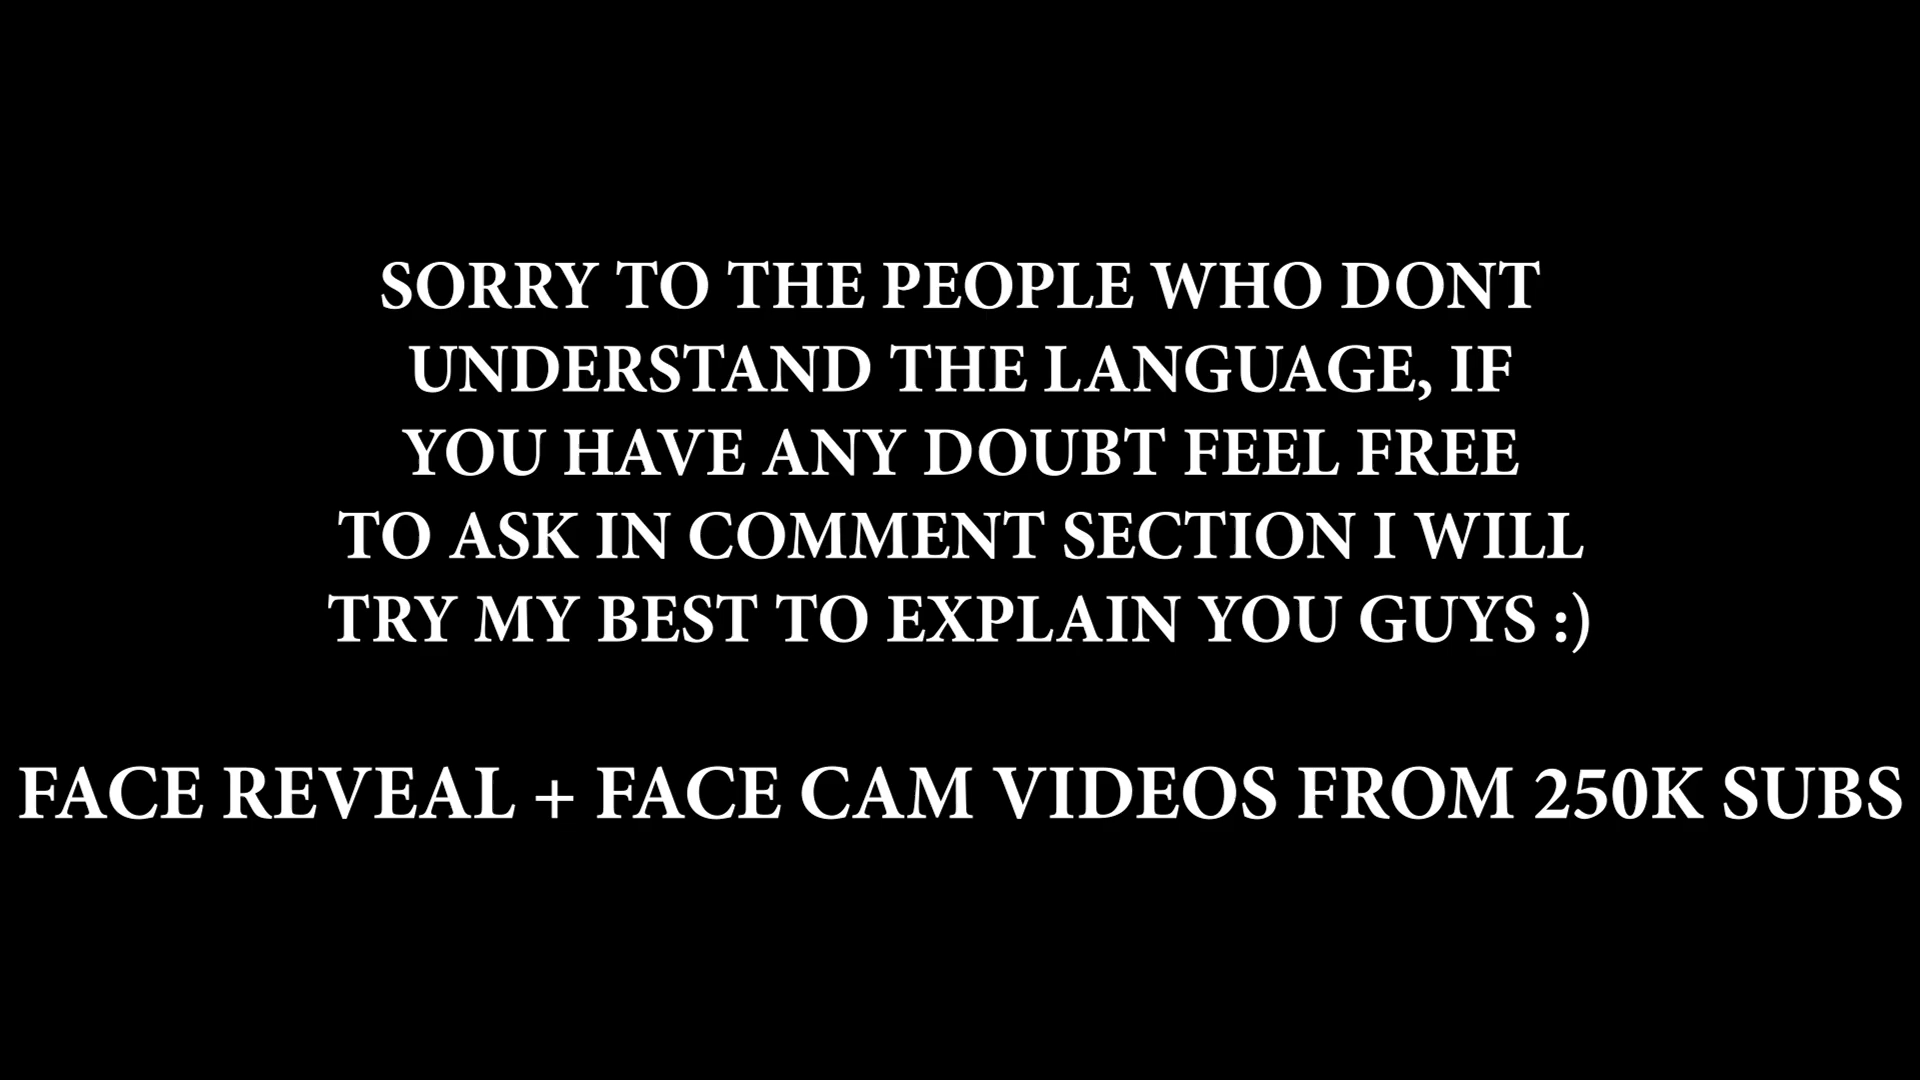 SORRY TO THE PEOPLE WHO DONT
UNDERSTAND THE LANGUAGE, IF
YOU HAVE ANY DOUBT FEEL FREE
TO ASK IN COMMENT SECTION I WILL
TRY MY BEST TO EXPLAIN YOU GUYS :)
FACE REVEAL + FACE CAM VIDEOS FROM 250K SUBS